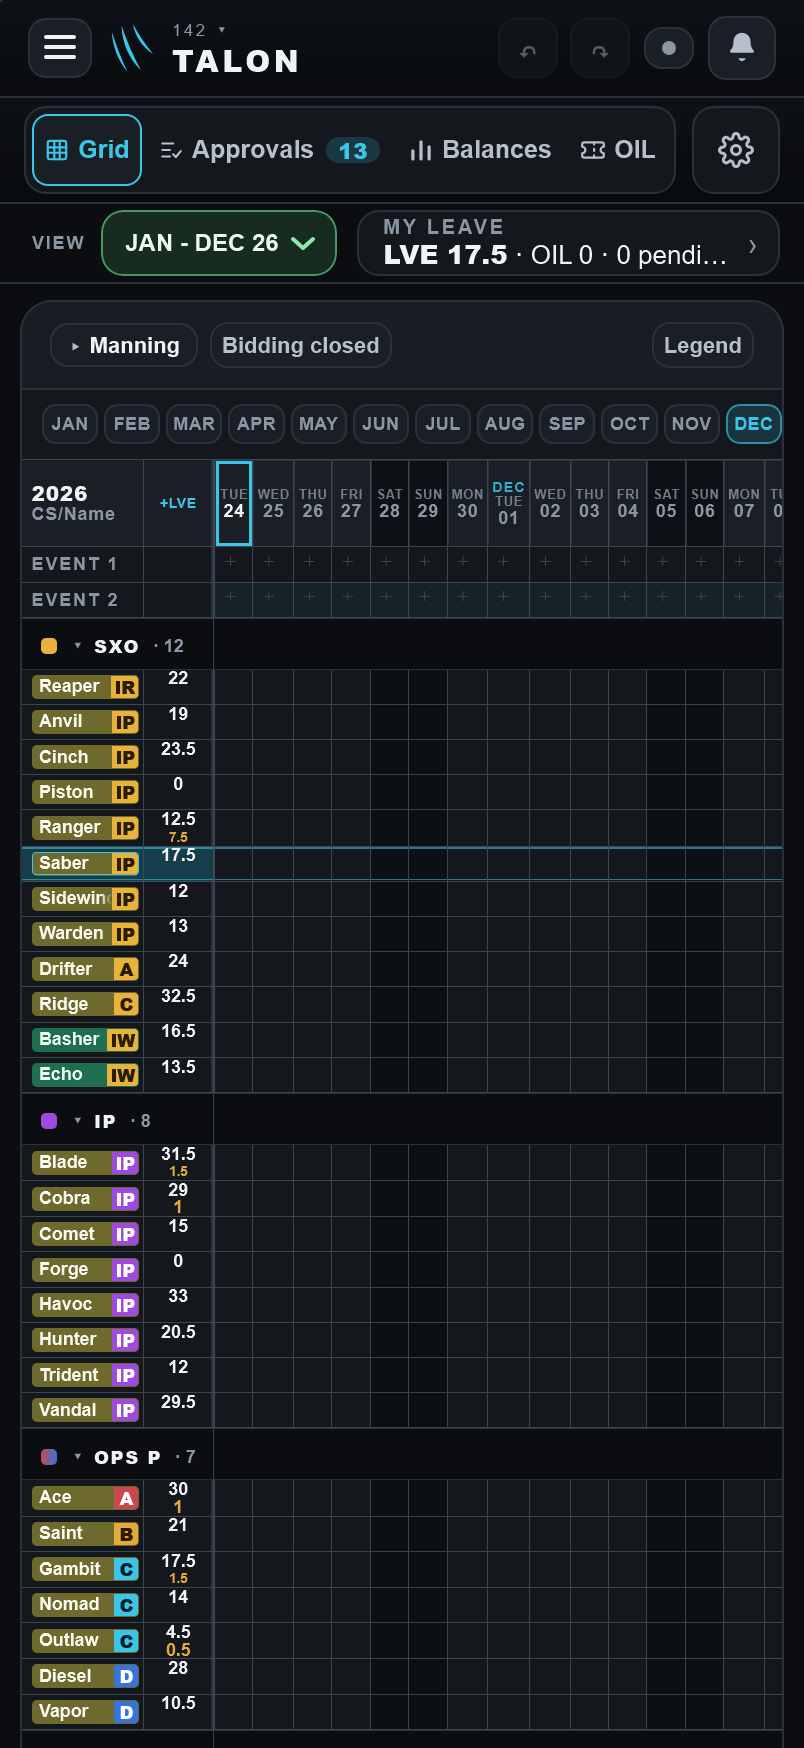 142 ▾
TALON
Grid
Approvals 13
Balances
OIL
VIEW
JAN - DEC 26
MY LEAVE
LVE 17.5 · OIL 0 · 0 pendi…
▸ Manning
Bidding closed
Legend
JAN FEB MAR APR MAY JUN JUL AUG SEP OCT NOV DEC
2026
CS/Name
+LVE
TUE 24
WED 25
THU 26
FRI 27
SAT 28
SUN 29
MON 30
DEC TUE 01
WED 02
THU 03
FRI 04
SAT 05
SUN 06
MON 07
EVENT 1 + + + + + + + + + + + + + + +
EVENT 2 + + + + + + + + + + + + + + +
▾ SXO · 12
Reaper IR 22
Anvil IP 19
Cinch IP 23.5
Piston IP 0
Ranger IP 12.5
7.5
Saber IP 17.5
Sidewin IP 12
Warden IP 13
Drifter A 24
Ridge C 32.5
Basher IW 16.5
Echo IW 13.5
▾ IP · 8
Blade IP 31.5
1.5
Cobra IP 29
1
Comet IP 15
Forge IP 0
Havoc IP 33
Hunter IP 20.5
Trident IP 12
Vandal IP 29.5
▾ OPS P · 7
Ace A 30
1
Saint B 21
Gambit C 17.5
1.5
Nomad C 14
Outlaw C 4.5
0.5
Diesel D 28
Vapor D 10.5